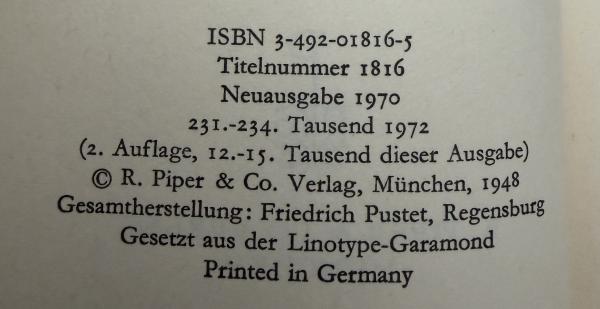 ISBN 3-492-01816-5
Titelnummer 1816
Neuausgabe 1970
231.-234. Tausend 1972
(2. Auflage, 12.-15. Tausend dieser Ausgabe)
© R. Piper & Co. Verlag, München, 1948
Gesamtherstellung: Friedrich Pustet, Regensburg
Gesetzt aus der Linotype-Garamond
Printed in Germany